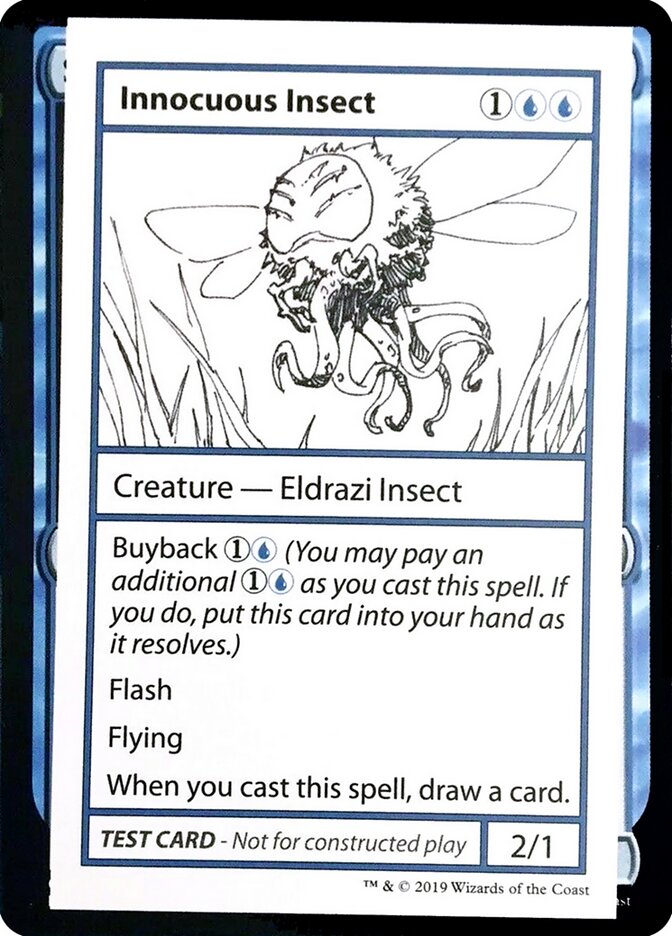 Innocuous Insect 1
Creature — Eldrazi Insect
Buyback 1 (You may pay an
additional 1 as you cast this spell. If
you do, put this card into your hand as
it resolves.)
Flash
Flying
When you cast this spell, draw a card.
TEST CARD - Not for constructed play 2/1
™ & © 2019 Wizards of the Coast